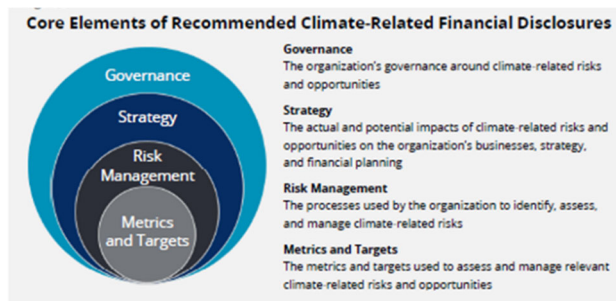 Core Elements of Recommended Climate-Related Financial Disclosures
Governance
Strategy
Risk
Management
Metrics
and Targets
Governance
The organization's governance around climate-related risks
and opportunities
Strategy
The actual and potential impacts of climate-related risks and
opportunities on the organization's businesses, strategy,
and financial planning
Risk Management
The processes used by the organization to identify, assess,
and manage climate-related risks
Metrics and Targets
The metrics and targets used to assess and manage relevant
climate-related risks and opportunities